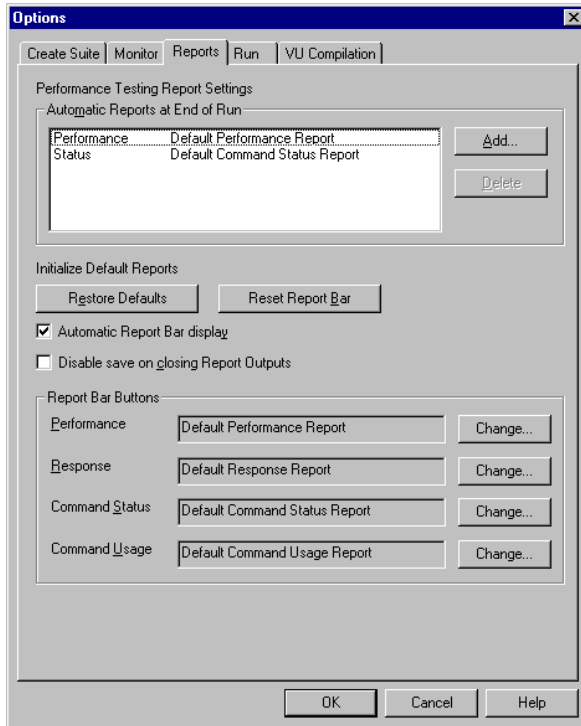 Options
Create Suite Monitor Reports Run VU Compilation
Performance Testing Report Settings
Automatic Reports at End of Run
Performance Default Performance Report
Status Default Command Status Report
Add...
Delete
Initialize Default Reports
Restore Defaults Reset Report Bar
Automatic Report Bar display
Disable save on closing Report Outputs
Report Bar Buttons
Performance Default Performance Report Change...
Response Default Response Report Change...
Command Status Default Command Status Report Change...
Command Usage Default Command Usage Report Change...
OK Cancel Help